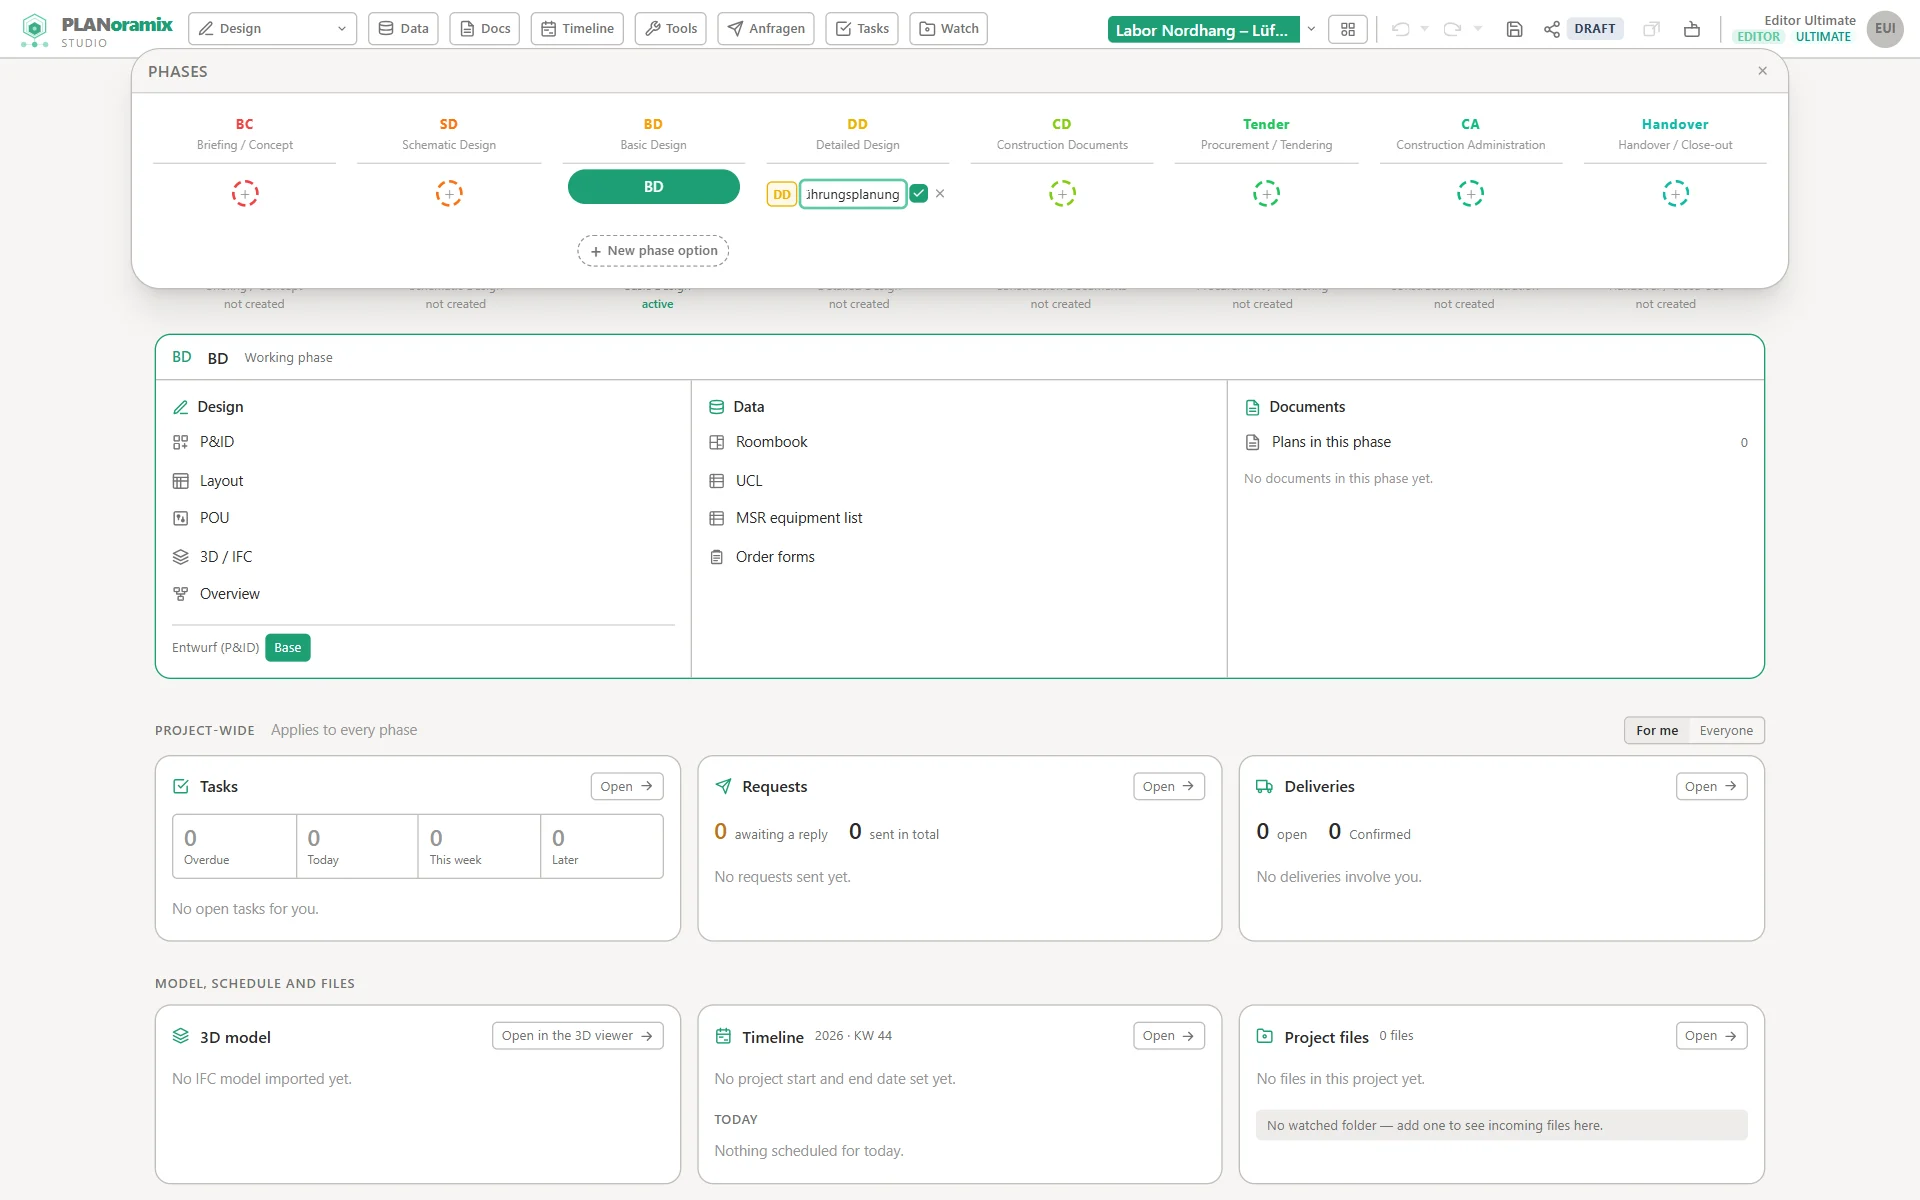 PLANoramix
STUDIO
Design
Data
Docs
Timeline
Tools
Anfragen
Tasks
Watch
Labor Nordhang – Lüf...
DRAFT
Editor Ultimate
EDITOR ULTIMATE
EUI
PHASES
BC
Briefing / Concept
SD
Schematic Design
BD
Basic Design
DD
Detailed Design
CD
Construction Documents
Tender
Procurement / Tendering
CA
Construction Administration
Handover
Handover / Close-out
BD
DD
ührungsplanung
+ New phase option
not created
not created
active
not created
not created
not created
not created
not created
BD BD Working phase
Design
P&ID
Layout
POU
3D / IFC
Overview
Entwurf (P&ID) Base
Data
Roombook
UCL
MSR equipment list
Order forms
Documents
Plans in this phase 0
No documents in this phase yet.
PROJECT-WIDE Applies to every phase
For me Everyone
Tasks Open →
0 Overdue
0 Today
0 This week
0 Later
No open tasks for you.
Requests Open →
0 awaiting a reply 0 sent in total
No requests sent yet.
Deliveries Open →
0 open 0 Confirmed
No deliveries involve you.
MODEL, SCHEDULE AND FILES
3D model Open in the 3D viewer →
No IFC model imported yet.
Timeline 2026 · KW 44 Open →
No project start and end date set yet.
TODAY
Nothing scheduled for today.
Project files 0 files Open →
No files in this project yet.
No watched folder — add one to see incoming files here.